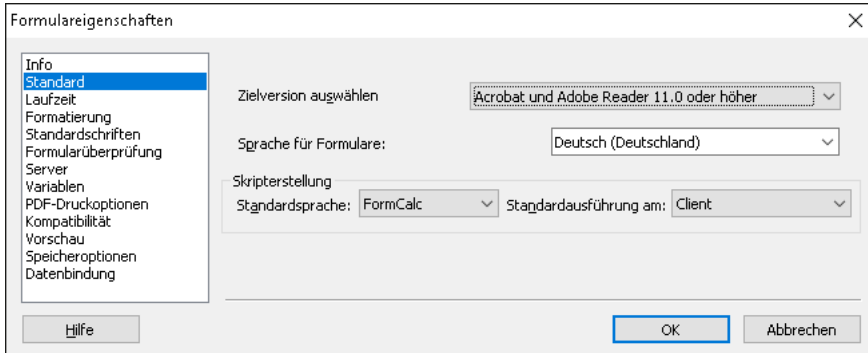 Formulareigenschaften
Info
Standard
Laufzeit
Formatierung
Standardschriften
Formularüberprüfung
Server
Variablen
PDF-Druckoptionen
Kompatibilität
Vorschau
Speicheroptionen
Datenbindung
Zielversion auswählen Acrobat und Adobe Reader 11.0 oder höher
Sprache für Formulare: Deutsch (Deutschland)
Skripterstellung
Standardsprache: FormCalc Standardausführung am: Client
Hilfe OK Abbrechen